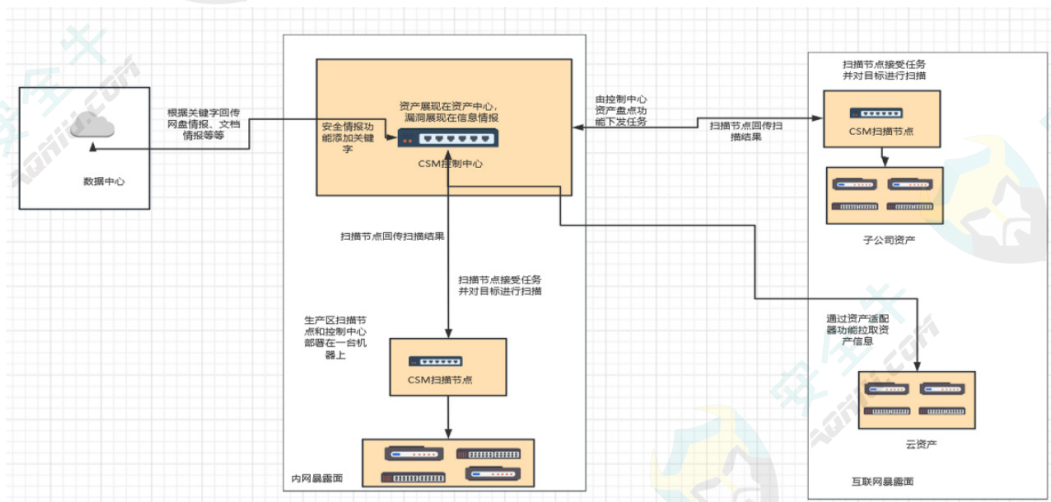 根据关键字回传
网盘情报、文档
情报等等
数据中心
资产展现在资产中心,
漏洞展现在信息情报
安全情报功
能添加关键
字
CSM控制中心
由控制中心
资产盘点功
能下发任务
扫描节点回传扫
描结果
扫描节点接受任务
并对目标进行扫描
CSM扫描节点
子公司资产
扫描节点回传扫描结果
扫描节点接受任务
并对目标进行扫描
生产区扫描节
点和控制中心
部署在一台机
器上
CSM扫描节点
内网暴露面
通过资产适配
器功能拉取资
产信息
云资产
互联网暴露面
安全牛
AQNIU.COM
安全牛
AQNIU.COM